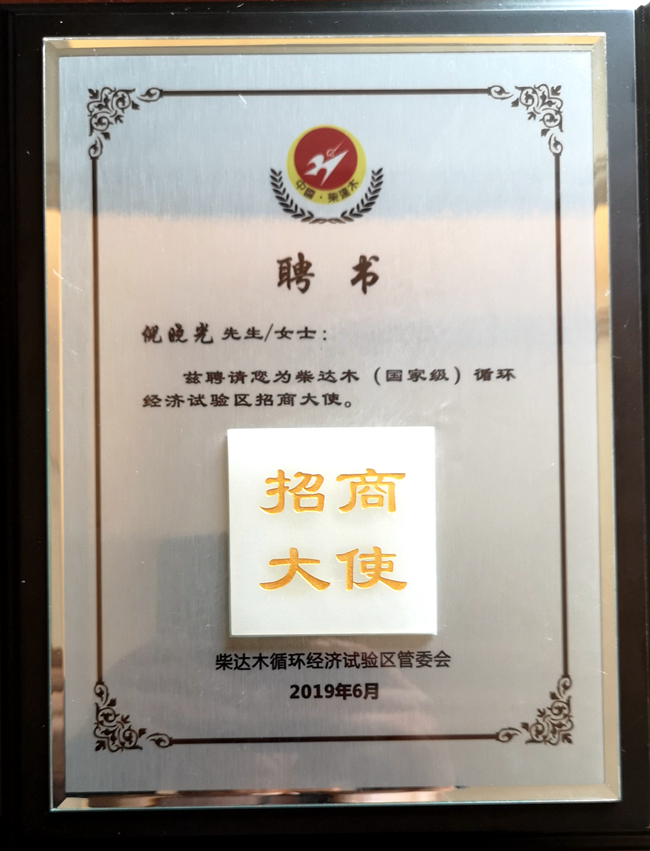 中国·柴达木
聘书
倪晓光 先生/女士：
兹聘请您为柴达木（国家级）循环
经济试验区招商大使。
招商
大使
柴达木循环经济试验区管委会
2019年6月